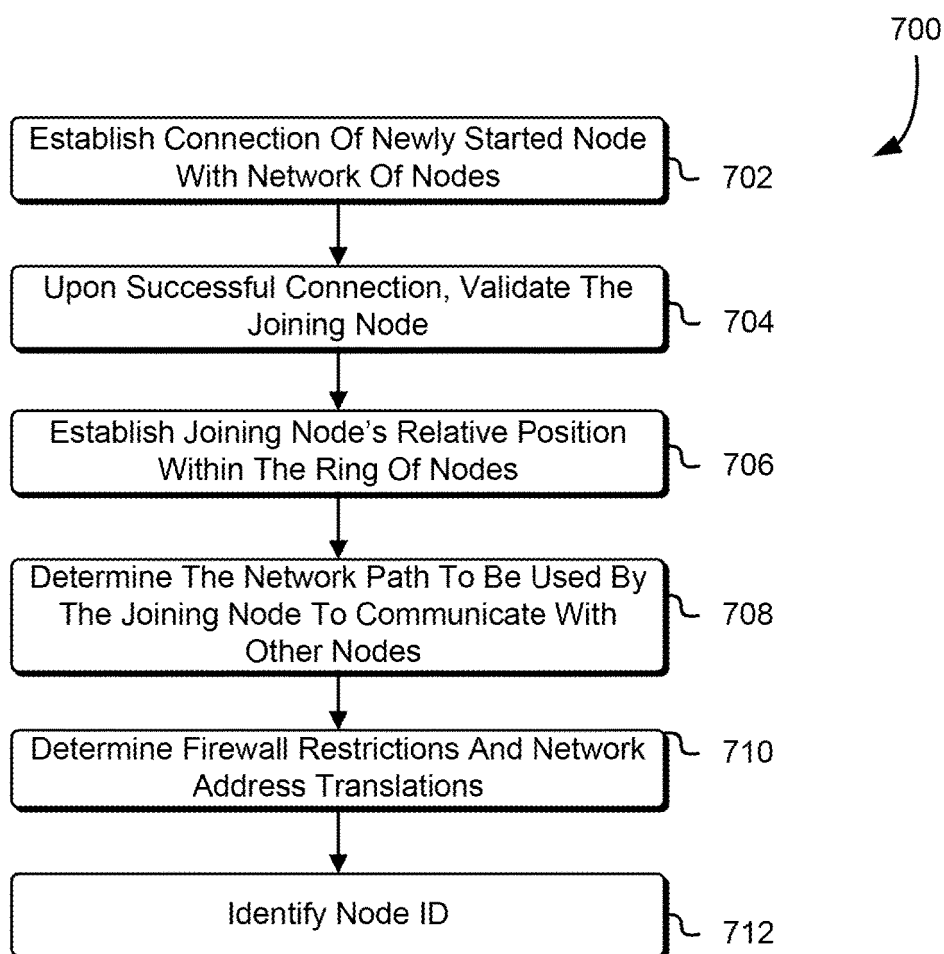 700
Establish Connection Of Newly Started Node
With Network Of Nodes
702
Upon Successful Connection, Validate The
Joining Node
704
Establish Joining Node's Relative Position
Within The Ring Of Nodes
706
Determine The Network Path To Be Used By
The Joining Node To Communicate With
Other Nodes
708
Determine Firewall Restrictions And Network
Address Translations
710
Identify Node ID
712